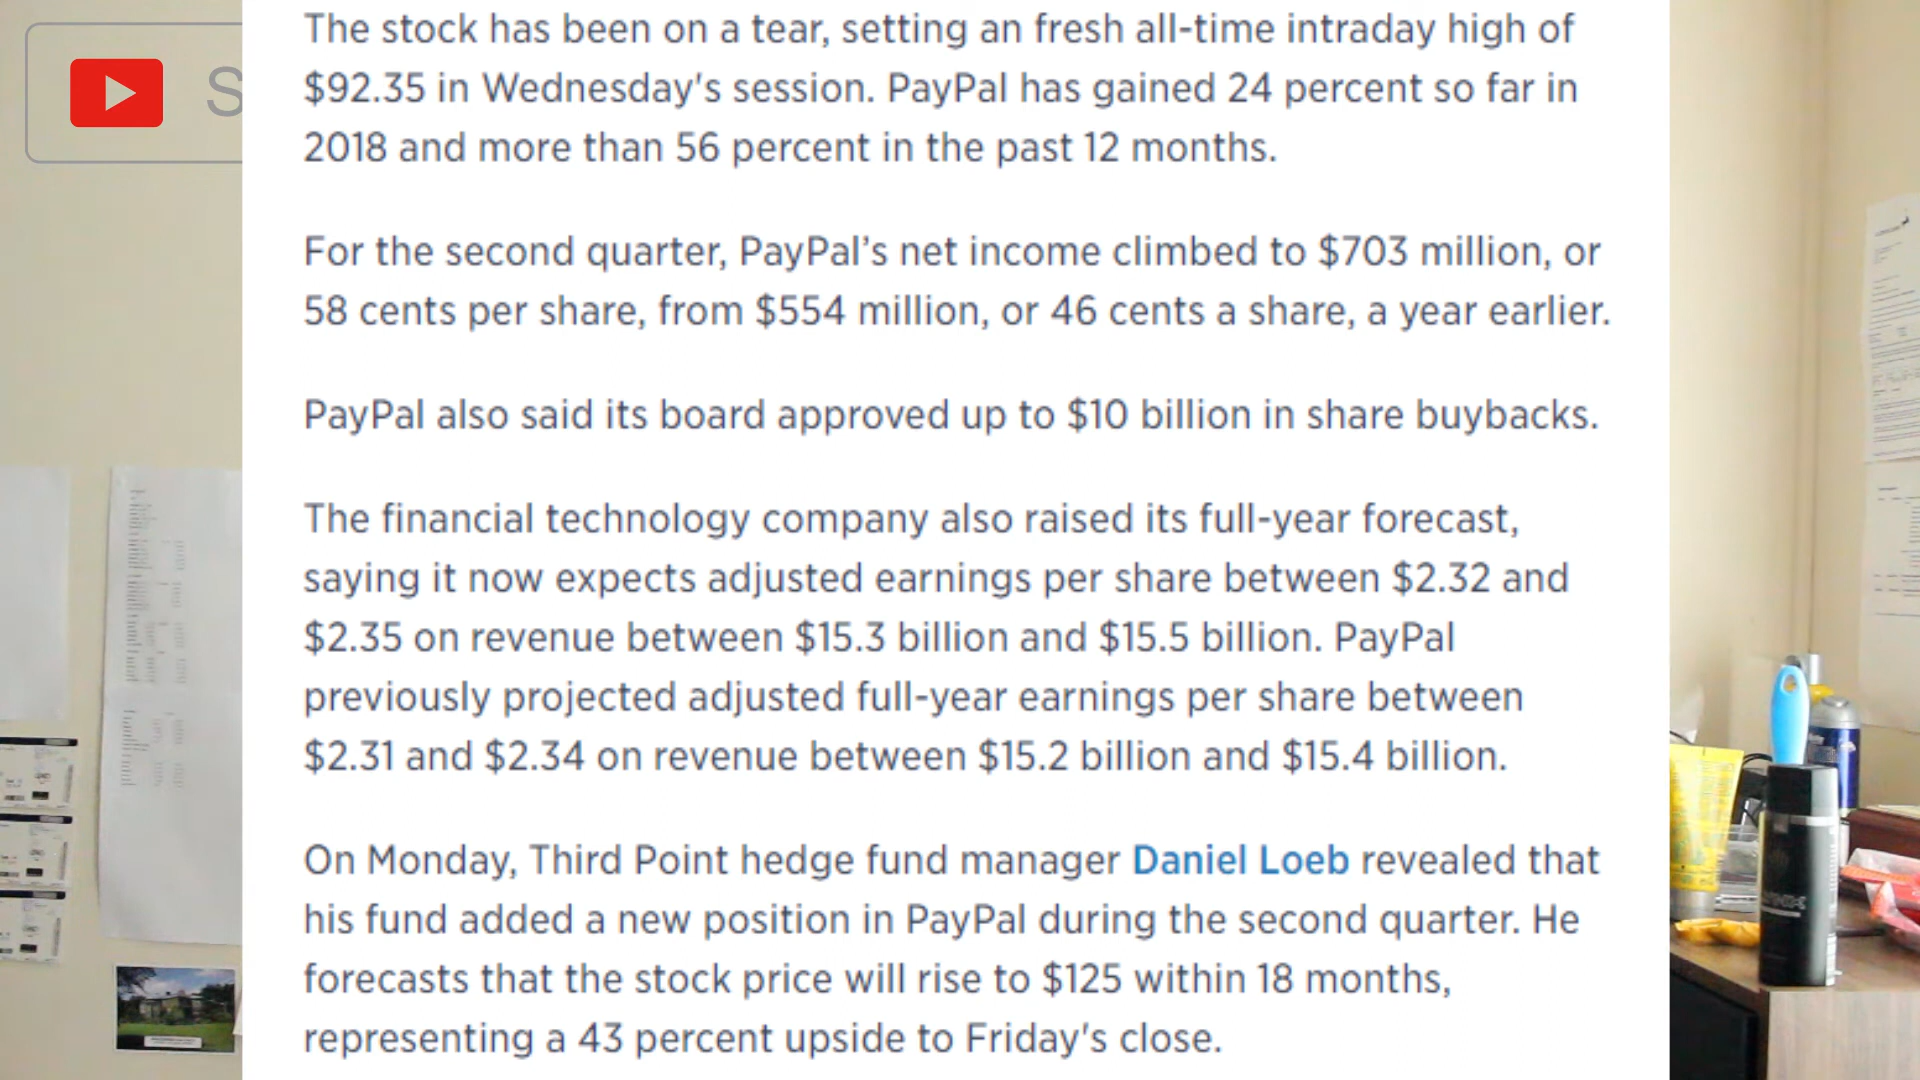 S
The stock has been on a tear, setting an fresh all-time intraday high of
$92.35 in Wednesday's session. PayPal has gained 24 percent so far in
2018 and more than 56 percent in the past 12 months.
For the second quarter, PayPal’s net income climbed to $703 million, or
58 cents per share, from $554 million, or 46 cents a share, a year earlier.
PayPal also said its board approved up to $10 billion in share buybacks.
The financial technology company also raised its full-year forecast,
saying it now expects adjusted earnings per share between $2.32 and
$2.35 on revenue between $15.3 billion and $15.5 billion. PayPal
previously projected adjusted full-year earnings per share between
$2.31 and $2.34 on revenue between $15.2 billion and $15.4 billion.
On Monday, Third Point hedge fund manager Daniel Loeb revealed that
his fund added a new position in PayPal during the second quarter. He
forecasts that the stock price will rise to $125 within 18 months,
representing a 43 percent upside to Friday's close.